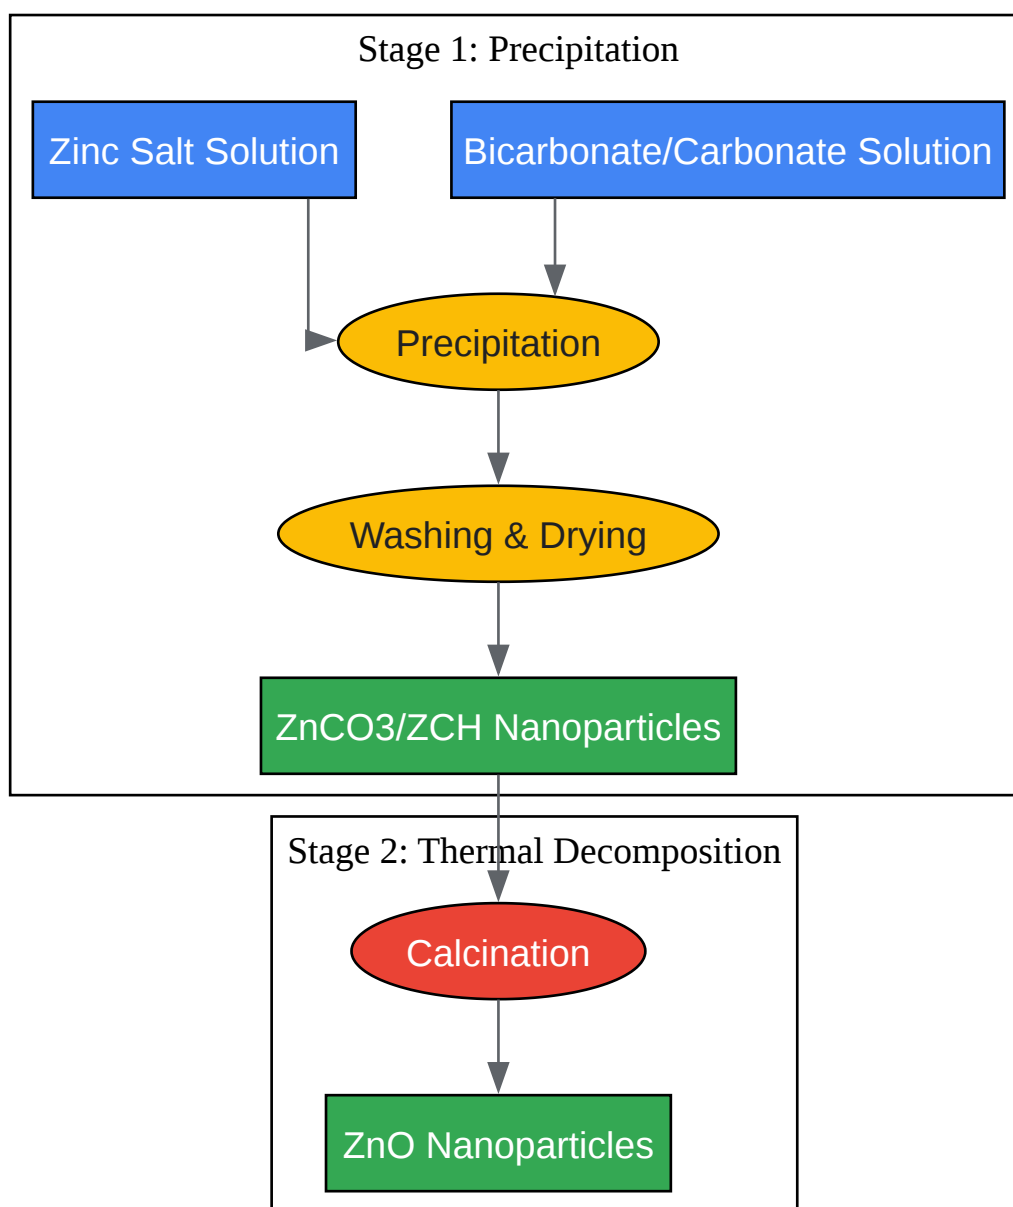 Stage 1: Precipitation
Zinc Salt Solution
Bicarbonate/Carbonate Solution
Precipitation
Washing & Drying
ZnCO3/ZCH Nanoparticles
Stage 2: Thermal Decomposition
Calcination
ZnO Nanoparticles